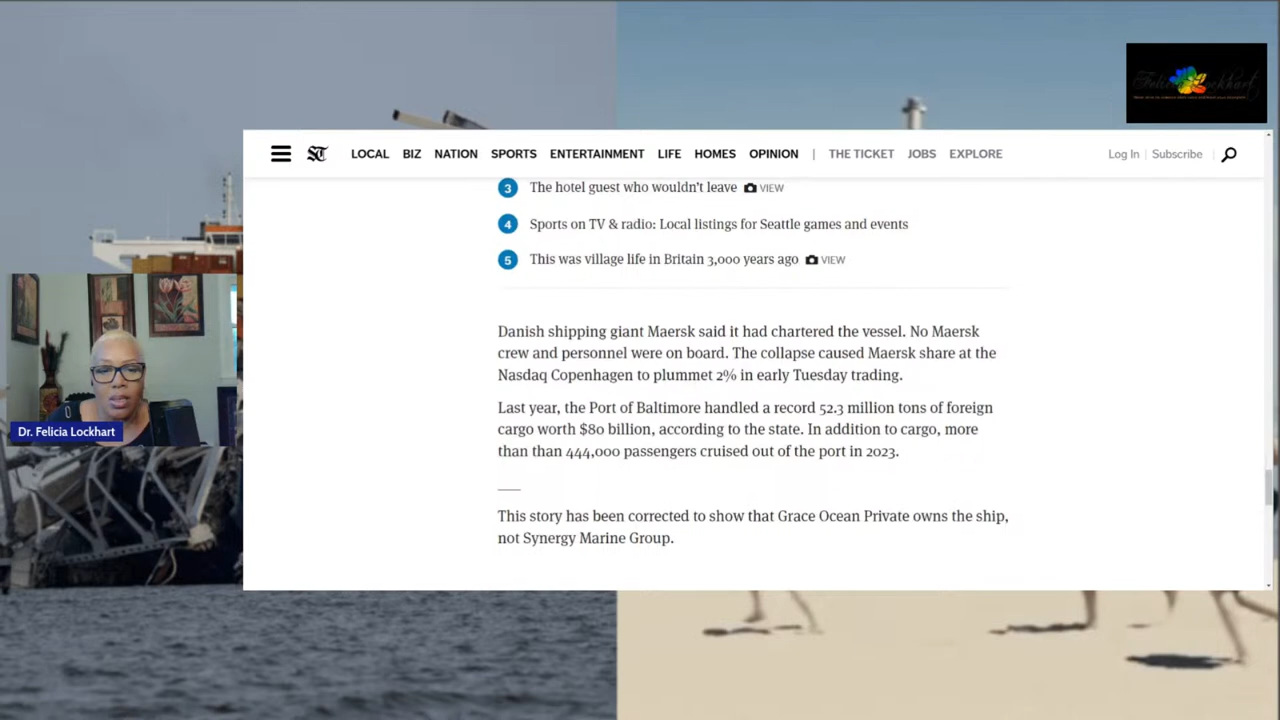 LOCAL BIZ NATION SPORTS ENTERTAINMENT LIFE HOMES OPINION | THE TICKET JOBS EXPLORE Log In | Subscribe
3 The hotel guest who wouldn't leave VIEW
4 Sports on TV & radio: Local listings for Seattle games and events
5 This was village life in Britain 3,000 years ago VIEW
Danish shipping giant Maersk said it had chartered the vessel. No Maersk
crew and personnel were on board. The collapse caused Maersk share at the
Nasdaq Copenhagen to plummet 2% in early Tuesday trading.
Last year, the Port of Baltimore handled a record 52.3 million tons of foreign
cargo worth $80 billion, according to the state. In addition to cargo, more
than than 444,000 passengers cruised out of the port in 2023.
This story has been corrected to show that Grace Ocean Private owns the ship,
not Synergy Marine Group.
Dr. Felicia Lockhart